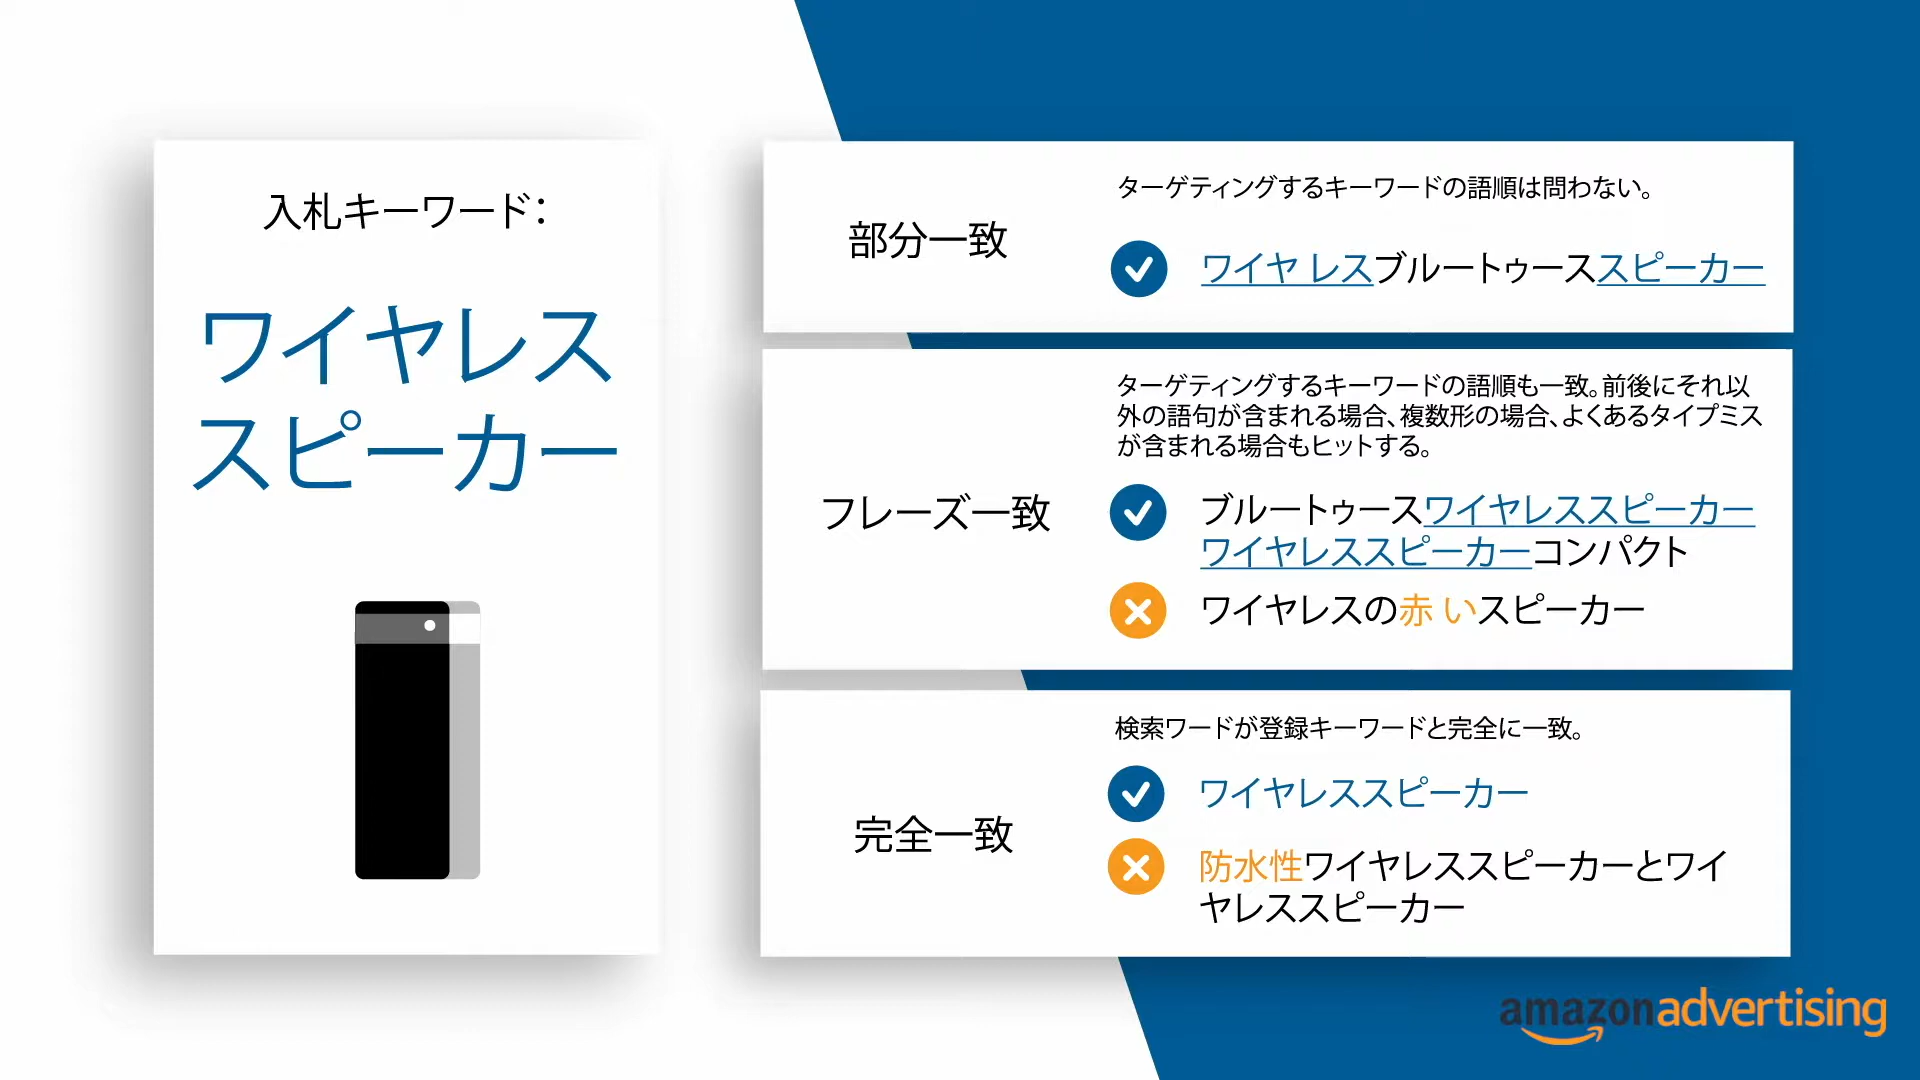 入札キーワード：
ワイヤレス
スピーカー
部分一致
ターゲティングするキーワードの語順は問わない。
ワイヤレスブルートゥーススピーカー
フレーズ一致
ターゲティングするキーワードの語順も一致。前後にそれ以
外の語句が含まれる場合、複数形の場合、よくあるタイプミス
が含まれる場合もヒットする。
ブルートゥースワイヤレススピーカー
ワイヤレススピーカーコンパクト
ワイヤレスの赤いスピーカー
完全一致
検索ワードが登録キーワードと完全に一致。
ワイヤレススピーカー
防水性ワイヤレススピーカーとワイ
ヤレススピーカー
amazonadvertising